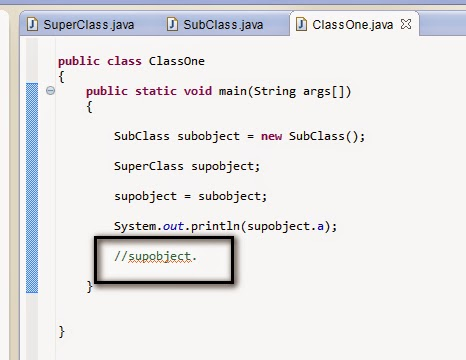 SuperClass.java SubClass.java ClassOne.java
public class ClassOne
{
public static void main(String args[])
{
SubClass subobject = new SubClass();
SuperClass supobject;
supobject = subobject;
System.out.println(supobject.a);
//supobject.
}
}